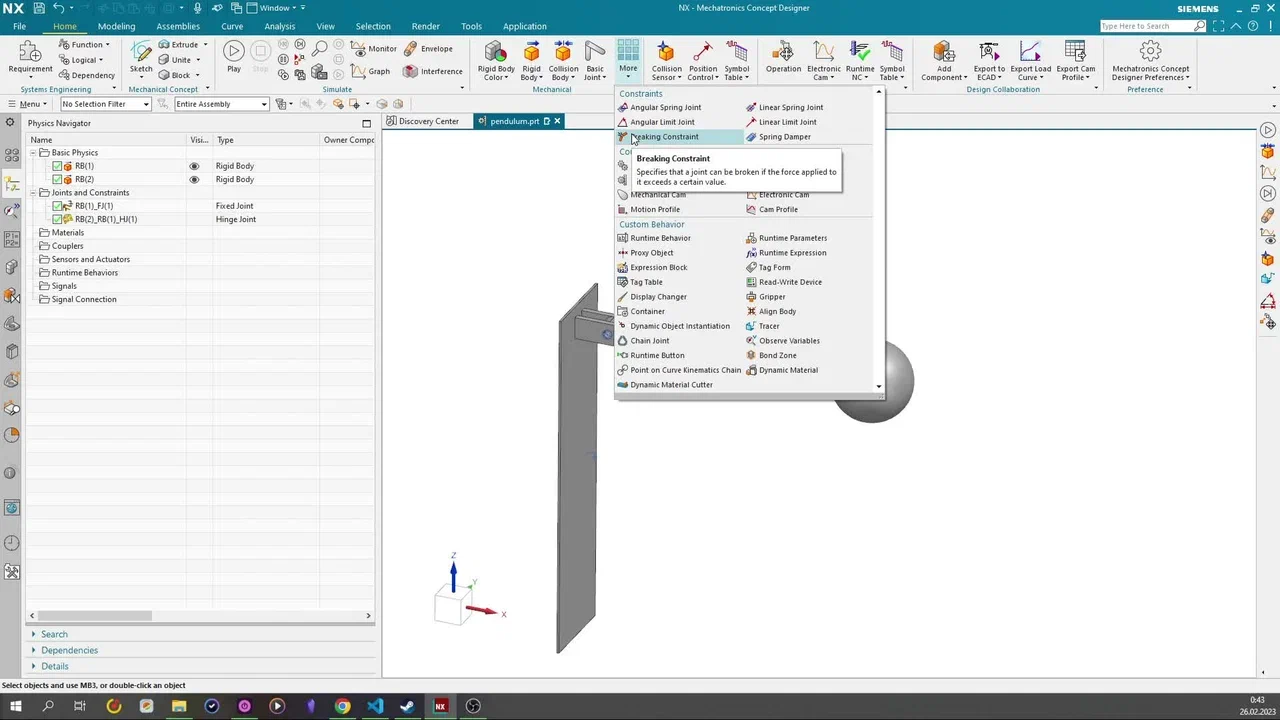 NX Window NX - Mechatronics Concept Designer SIEMENS
File Home Modeling Assemblies Curve Analysis View Selection Render Tools Application Type Here to Search
Requirement
Function
Logical
Dependency
Systems Engineering
Sketch
Extrude
Unite
Block
Mechanical Concept
Play
Stop
Monitor
Graph
Envelope
Interference
Simulate
Rigid Body
Color
Rigid
Body
Collision
Body
Basic
Joint
Mechanical
More
Collision
Sensor
Position
Control
Symbol
Table
Operation
Electronic
Cam
Runtime
NC
Symbol
Table
Add
Component
Export to
ECAD
Export Load
Curve
Export Cam
Profile
Design Collaboration
Mechatronics Concept
Designer Preferences
Preference
Menu No Selection Filter Entire Assembly
Physics Navigator
Name Visi... Type Owner Compo
Basic Physics
RB(1) Rigid Body
RB(2) Rigid Body
Joints and Constraints
RB(1)_FJ(1) Fixed Joint
RB(2)_RB(1)_HJ(1) Hinge Joint
Materials
Couplers
Sensors and Actuators
Runtime Behaviors
Signals
Signal Connection
Search
Dependencies
Details
Discovery Center pendulum.prt
Constraints
Angular Spring Joint Linear Spring Joint
Angular Limit Joint Linear Limit Joint
Breaking Constraint Spring Damper
Co
Breaking Constraint
Specifies that a joint can be broken if the force applied to
it exceeds a certain value.
Mechanical Cam Electronic Cam
Motion Profile Cam Profile
Custom Behavior
Runtime Behavior Runtime Parameters
Proxy Object Runtime Expression
Expression Block Tag Form
Tag Table Read-Write Device
Display Changer Gripper
Container Align Body
Dynamic Object Instantiation Tracer
Chain Joint Observe Variables
Runtime Button Bond Zone
Point on Curve Kinematics Chain Dynamic Material
Dynamic Material Cutter
Z
Y
X
Select objects and use MB3, or double-click an object
NX
0:43
26.02.2023